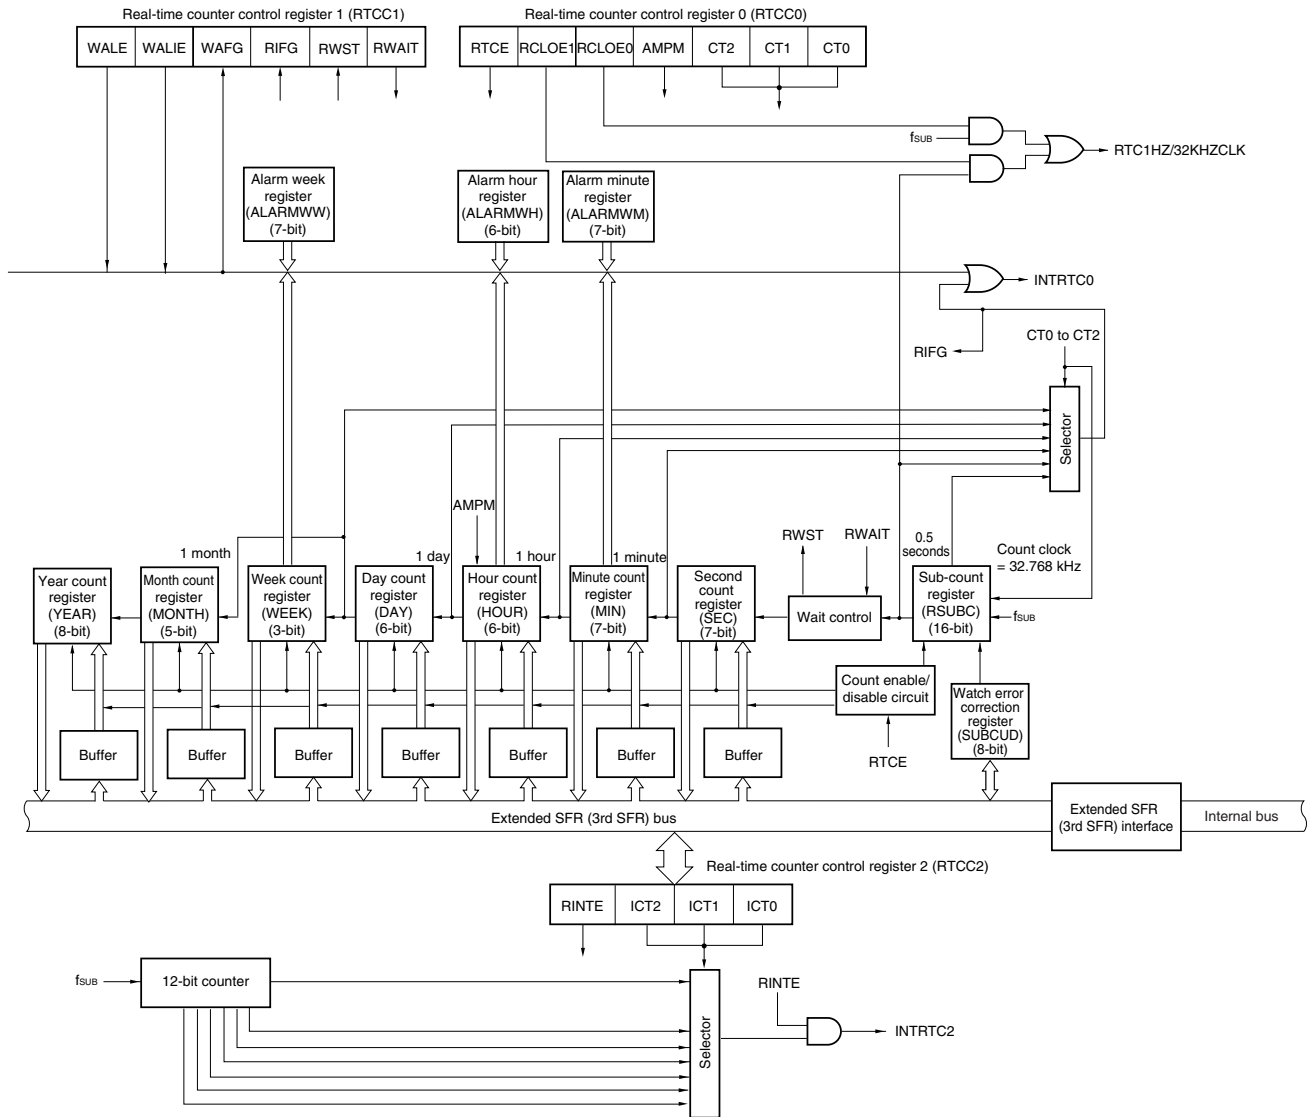 Real-time counter control register 1 (RTCC1)
Real-time counter control register 0 (RTCC0)
WALE WALIE WAFG RIFG RWST RWAIT
RTCE RCLOE1 RCLOE0 AMPM CT2 CT1 CT0
fSUB
RTC1HZ/32KHZCLK
Alarm week
register
(ALARMWW)
(7-bit)
Alarm hour
register
(ALARMWH)
(6-bit)
Alarm minute
register
(ALARMWM)
(7-bit)
INTRTC0
RIFG
CT0 to CT2
Selector
AMPM
RWST
RWAIT
0.5
seconds
Count clock
= 32.768 kHz
1 month
1 day
1 hour
1 minute
Year count
register
(YEAR)
(8-bit)
Month count
register
(MONTH)
(5-bit)
Week count
register
(WEEK)
(3-bit)
Day count
register
(DAY)
(6-bit)
Hour count
register
(HOUR)
(6-bit)
Minute count
register
(MIN)
(7-bit)
Second
count
register
(SEC)
(7-bit)
Wait control
Sub-count
register
(RSUBC)
(16-bit)
fSUB
Count enable/
disable circuit
RTCE
Watch error
correction
register
(SUBCUD)
(8-bit)
Buffer
Buffer
Buffer
Buffer
Buffer
Buffer
Buffer
Extended SFR (3rd SFR) bus
Extended SFR
(3rd SFR) interface
Internal bus
Real-time counter control register 2 (RTCC2)
RINTE ICT2 ICT1 ICT0
fSUB
12-bit counter
Selector
RINTE
INTRTC2